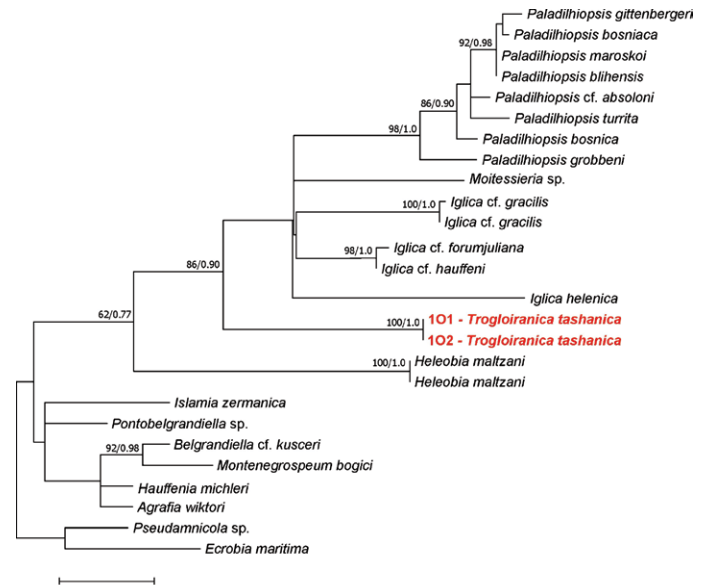 Paladilhiopsis gittenbergeri
Paladilhiopsis bosniaca
92/0.98
Paladilhiopsis maroskoi
Paladilhiopsis blihensis
Paladilhiopsis cf. absoloni
86/0.90
Paladilhiopsis turrita
98/1.0
Paladilhiopsis bosnica
Paladilhiopsis grobbeni
Moitessieria sp.
Iglica cf. gracilis
100/1.0
Iglica cf. gracilis
Iglica cf. forumjuliana
98/1.0
Iglica cf. hauffeni
86/0.90
Iglica helenica
62/0.77
1O1 - Trogloiranica tashanica
100/1.0
1O2 - Trogloiranica tashanica
Heleobia maltzani
100/1.0
Heleobia maltzani
Islamia zermanica
Pontobelgrandiella sp.
Belgrandiella cf. kusceri
92/0.98
Montenegrospeum bogici
Hauffenia michleri
Agrafia wiktori
Pseudamnicola sp.
Ecrobia maritima